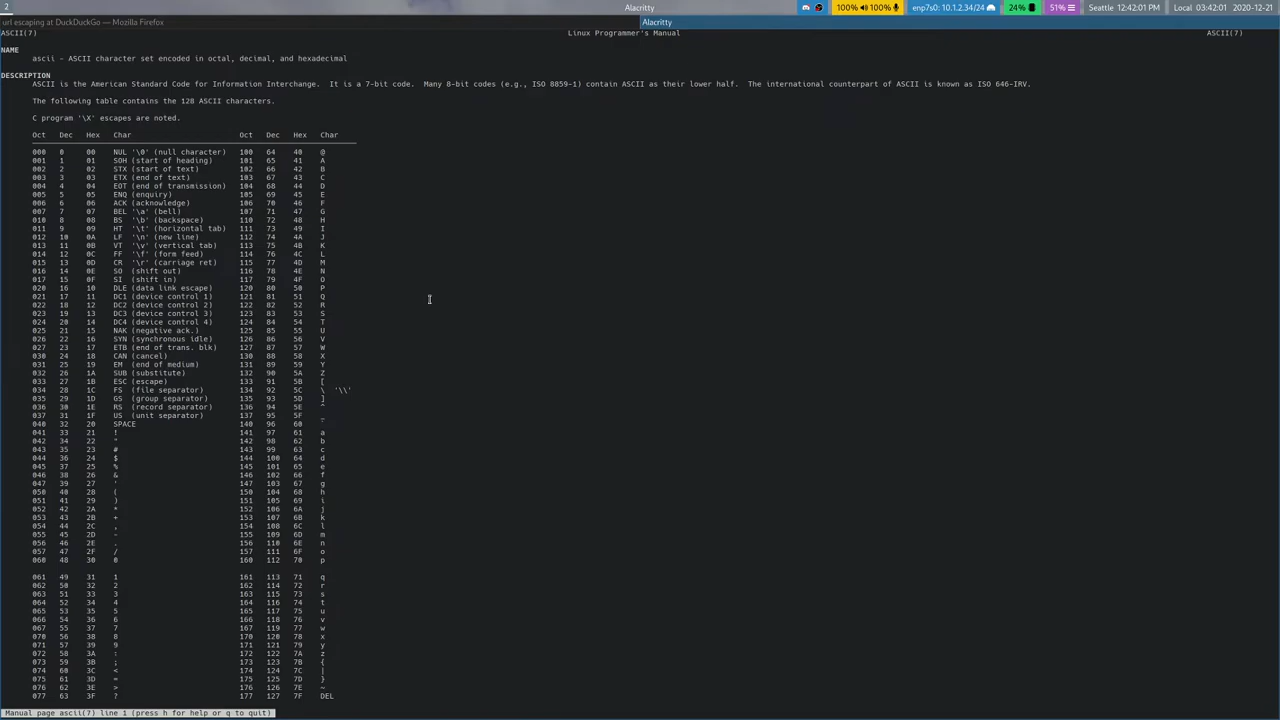 2
Alacritty
100% 100%
enp7s0: 10.1.2.34/24
24%
51%
Seattle 12:42:01 PM
Local 03:42:01
2020-12-21
url escaping at DuckDuckGo — Mozilla Firefox
Alacritty
ASCII(7) Linux Programmer's Manual ASCII(7)
NAME
ascii - ASCII character set encoded in octal, decimal, and hexadecimal
DESCRIPTION
ASCII is the American Standard Code for Information Interchange. It is a 7-bit code. Many 8-bit codes (e.g., ISO 8859-1) contain ASCII as their lower half. The international counterpart of ASCII is known as ISO 646-IRV.
The following table contains the 128 ASCII characters.
C program '\X' escapes are noted.
Oct Dec Hex Char Oct Dec Hex Char
000 0 00 NUL '\0' (null character) 100 64 40 @
001 1 01 SOH (start of heading) 101 65 41 A
002 2 02 STX (start of text) 102 66 42 B
003 3 03 ETX (end of text) 103 67 43 C
004 4 04 EOT (end of transmission) 104 68 44 D
005 5 05 ENQ (enquiry) 105 69 45 E
006 6 06 ACK (acknowledge) 106 70 46 F
007 7 07 BEL '\a' (bell) 107 71 47 G
010 8 08 BS '\b' (backspace) 110 72 48 H
011 9 09 HT '\t' (horizontal tab) 111 73 49 I
012 10 0A LF '\n' (new line) 112 74 4A J
013 11 0B VT '\v' (vertical tab) 113 75 4B K
014 12 0C FF '\f' (form feed) 114 76 4C L
015 13 0D CR '\r' (carriage ret) 115 77 4D M
016 14 0E SO (shift out) 116 78 4E N
017 15 0F SI (shift in) 117 79 4F O
020 16 10 DLE (data link escape) 120 80 50 P
021 17 11 DC1 (device control 1) 121 81 51 Q
022 18 12 DC2 (device control 2) 122 82 52 R
023 19 13 DC3 (device control 3) 123 83 53 S
024 20 14 DC4 (device control 4) 124 84 54 T
025 21 15 NAK (negative ack.) 125 85 55 U
026 22 16 SYN (synchronous idle) 126 86 56 V
027 23 17 ETB (end of trans. blk) 127 87 57 W
030 24 18 CAN (cancel) 130 88 58 X
031 25 19 EM (end of medium) 131 89 59 Y
032 26 1A SUB (substitute) 132 90 5A Z
033 27 1B ESC (escape) 133 91 5B [
034 28 1C FS (file separator) 134 92 5C \ '\\'
035 29 1D GS (group separator) 135 93 5D ]
036 30 1E RS (record separator) 136 94 5E ^
037 31 1F US (unit separator) 137 95 5F _
040 32 20 SPACE 140 96 60 `
041 33 21 ! 141 97 61 a
042 34 22 " 142 98 62 b
043 35 23 # 143 99 63 c
044 36 24 $ 144 100 64 d
045 37 25 % 145 101 65 e
046 38 26 & 146 102 66 f
047 39 27 ' 147 103 67 g
050 40 28 ( 150 104 68 h
051 41 29 ) 151 105 69 i
052 42 2A * 152 106 6A j
053 43 2B + 153 107 6B k
054 44 2C , 154 108 6C l
055 45 2D - 155 109 6D m
056 46 2E . 156 110 6E n
057 47 2F / 157 111 6F o
060 48 30 0 160 112 70 p
061 49 31 1 161 113 71 q
062 50 32 2 162 114 72 r
063 51 33 3 163 115 73 s
064 52 34 4 164 116 74 t
065 53 35 5 165 117 75 u
066 54 36 6 166 118 76 v
067 55 37 7 167 119 77 w
070 56 38 8 170 120 78 x
071 57 39 9 171 121 79 y
072 58 3A : 172 122 7A z
073 59 3B ; 173 123 7B {
074 60 3C < 174 124 7C |
075 61 3D = 175 125 7D }
076 62 3E > 176 126 7E ~
077 63 3F ? 177 127 7F DEL
Manual page ascii(7) line 1 (press h for help or q to quit)